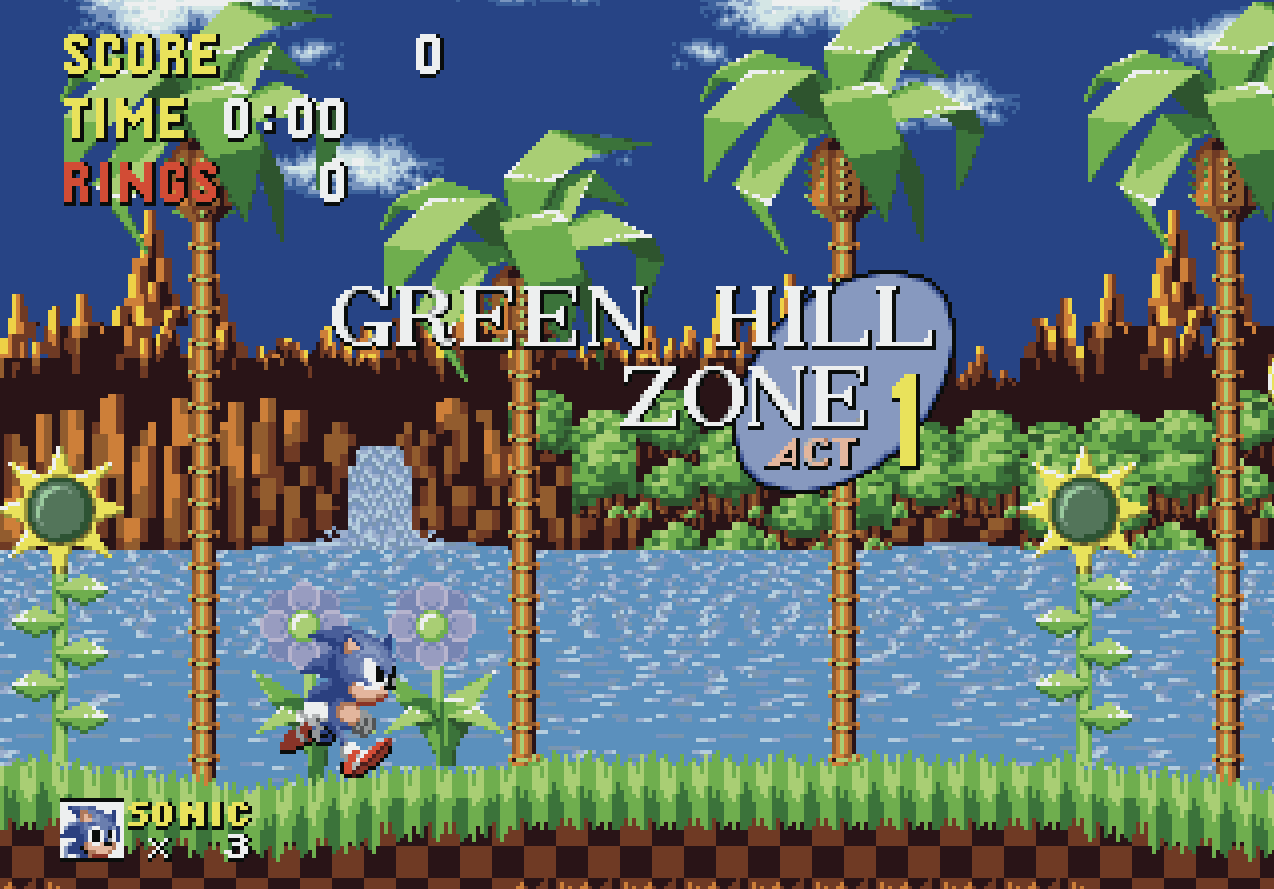 SCORE 0
TIME 0:00
RINGS 0
GREEN HILL
ZONE 1
ACT
SONIC
× 3